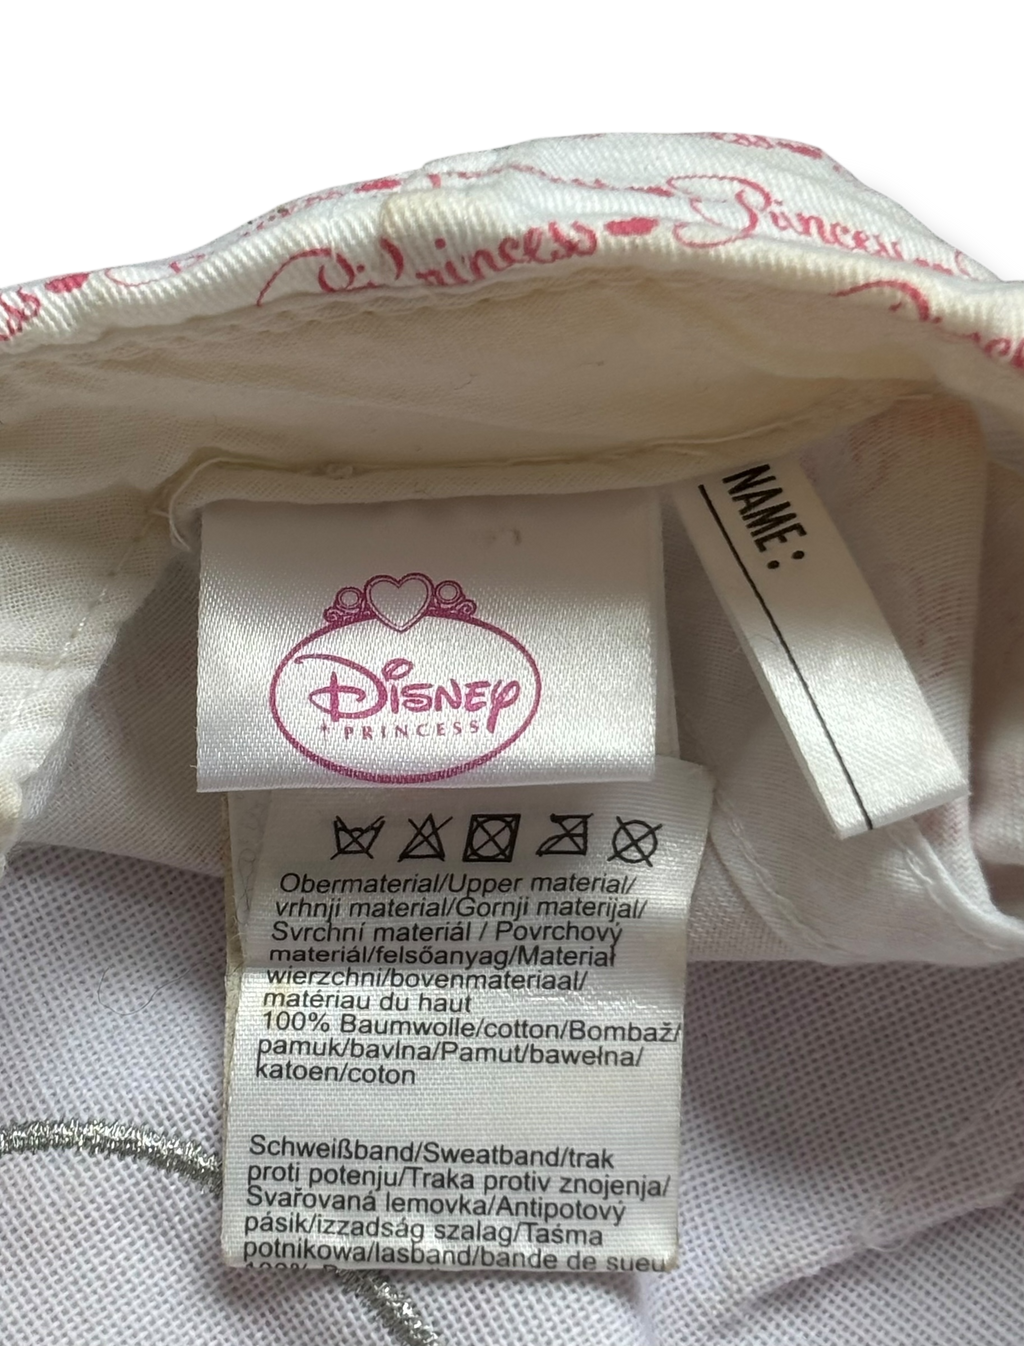 Princess
Princess
NAME:
Disney
PRINCESS
Obermaterial/Upper material/
vrhnji material/Gornji materijal/
Svrchní materiál / Povrchový
materiál/felsőanyag/Materiał
wierzchni/bovenmateriaal/
matériau du haut
100% Baumwolle/cotton/Bombaž/
pamuk/bavlna/Pamut/bawełna/
katoen/coton
Schweißband/Sweatband/trak
proti potenju/Traka protiv znojenja/
Svařovaná lemovka/Antipotový
pásik/izzadság szalag/Taśma
potnikowa/lasband/bande de sueu